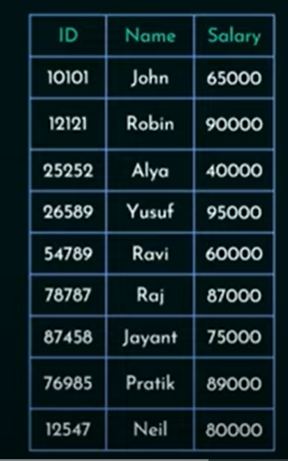 ID Name Salary
10101 John 65000
12121 Robin 90000
25252 Alya 40000
26589 Yusuf 95000
54789 Ravi 60000
78787 Raj 87000
87458 Jayant 75000
76985 Pratik 89000
12547 Neil 80000